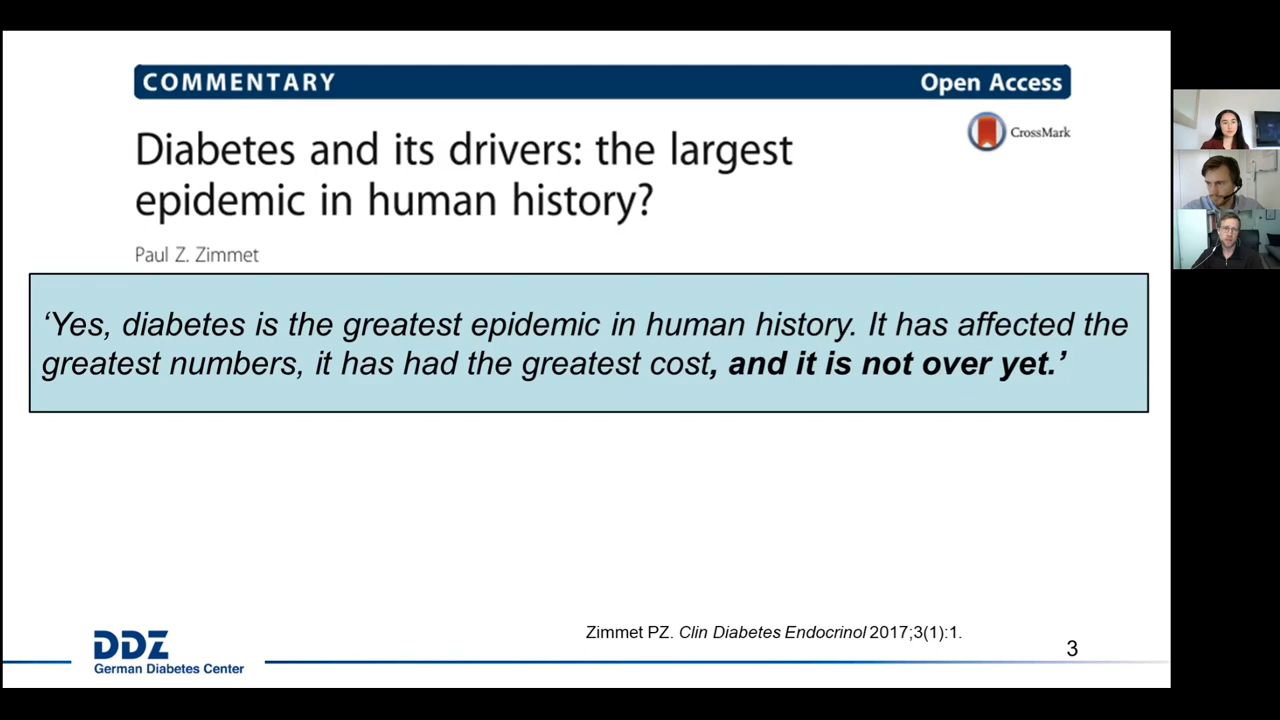 COMMENTARY Open Access
CrossMark
Diabetes and its drivers: the largest
epidemic in human history?
Paul Z. Zimmet
‘Yes, diabetes is the greatest epidemic in human history. It has affected the
greatest numbers, it has had the greatest cost, and it is not over yet.’
Zimmet PZ. Clin Diabetes Endocrinol 2017;3(1):1.
3
DDZ
German Diabetes Center